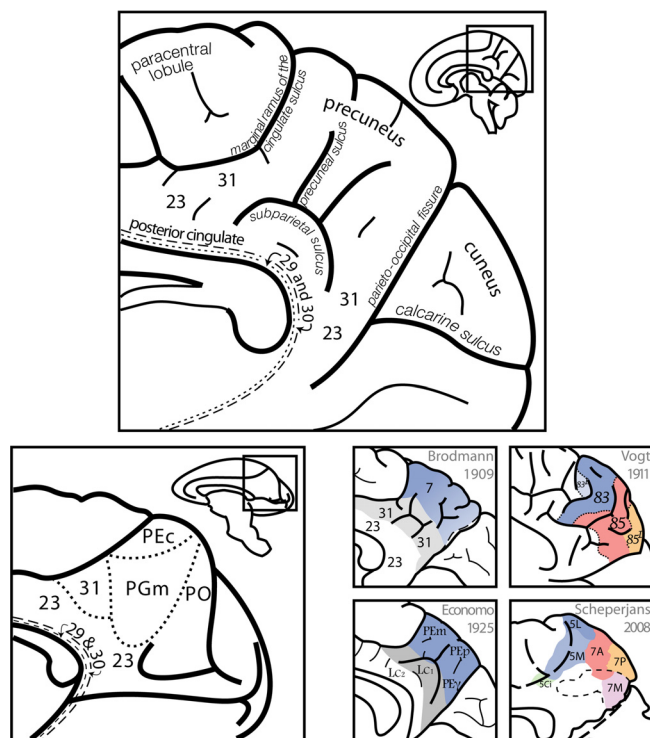 paracentral
lobule
marginal ramus of the
cingulate sulcus
precuneus
precuneal sulcus
31
23
subparietal sulcus
posterior cingulate
29 and 30
parieto-occipital fissure
cuneus
31
23
calcarine sulcus
PEc
31
PGm
PO
23
29 & 30
23
Brodmann
1909
7
31
23
31
23
Vogt
1911
83
85
Economo
1925
PEm
PEp
LC2
LC1
PEγ
Scheperjans
2008
5L
5M
7A
7P
5Ci
7M